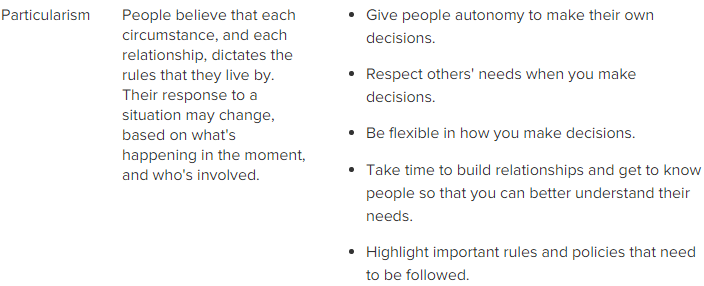 Particularism
People believe that each
circumstance, and each
relationship, dictates the
rules that they live by.
Their response to a
situation may change,
based on what's
happening in the moment,
and who's involved.
• Give people autonomy to make their own
decisions.
• Respect others' needs when you make
decisions.
• Be flexible in how you make decisions.
• Take time to build relationships and get to know
people so that you can better understand their
needs.
• Highlight important rules and policies that need
to be followed.